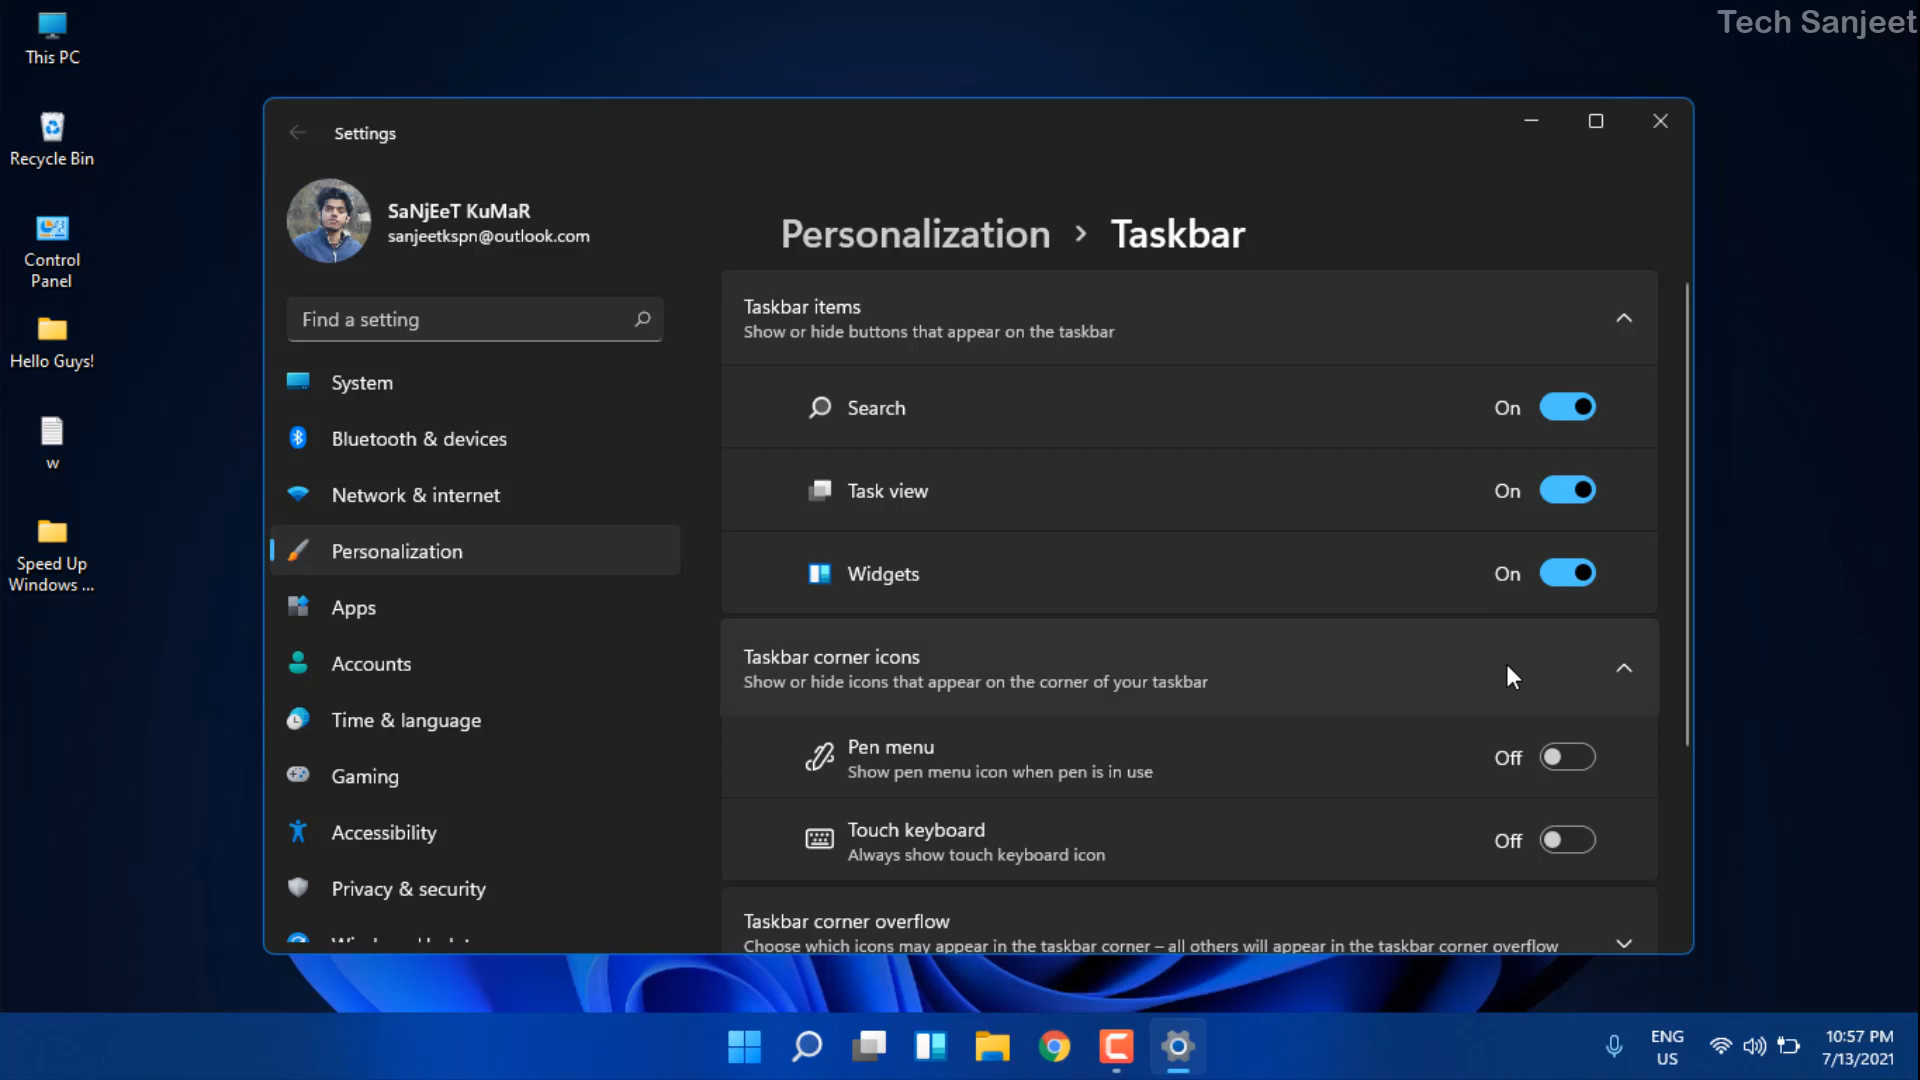 Tech Sanjeet
This PC
Recycle Bin
Control
Panel
Hello Guys!
w
Speed Up
Windows ...
Settings
SaNjEeT KuMaR
sanjeetkspn@outlook.com
Find a setting
System
Bluetooth & devices
Network & internet
Personalization
Apps
Accounts
Time & language
Gaming
Accessibility
Privacy & security
Personalization > Taskbar
Taskbar items
Show or hide buttons that appear on the taskbar
Search On
Task view On
Widgets On
Taskbar corner icons
Show or hide icons that appear on the corner of your taskbar
Pen menu
Show pen menu icon when pen is in use
Off
Touch keyboard
Always show touch keyboard icon
Off
Taskbar corner overflow
Choose which icons may appear in the taskbar corner – all others will appear in the taskbar corner overflow
ENG
US
10:57 PM
7/13/2021